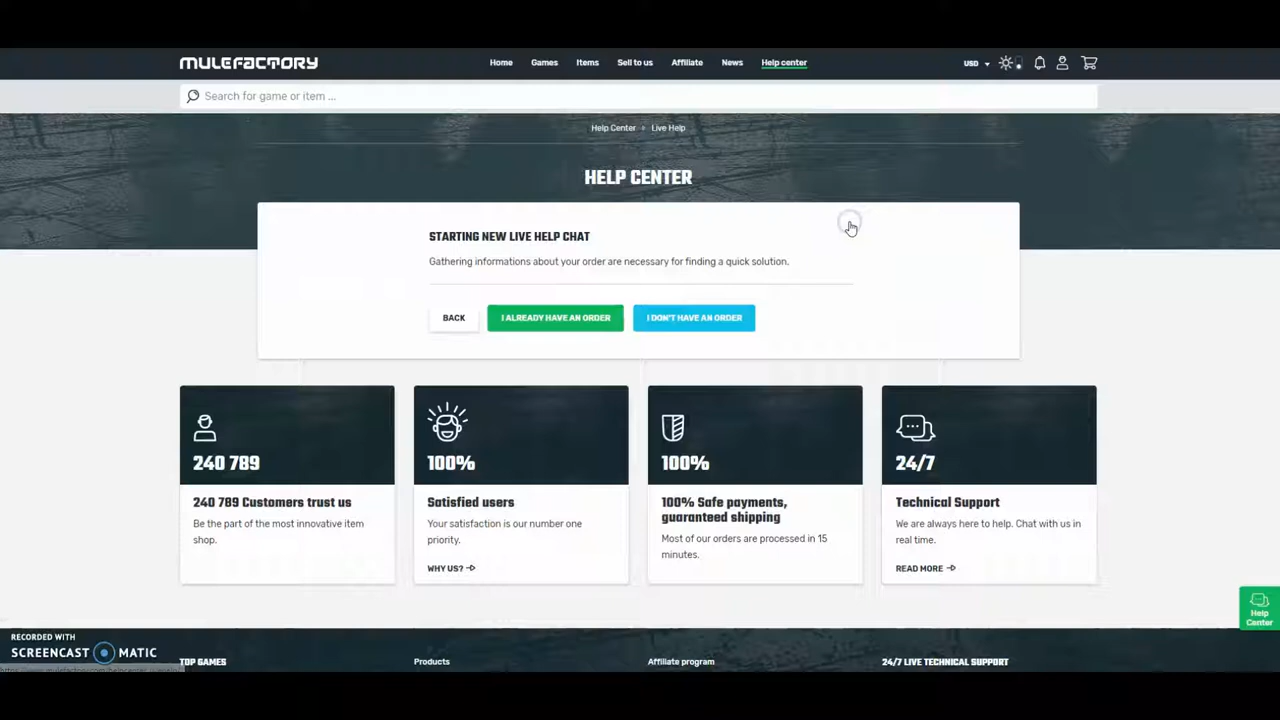 MULEFACTORY
Home Games Items Sell to us Affiliate News Help center
USD
Search for game or item ...
Help Center Live Help
HELP CENTER
STARTING NEW LIVE HELP CHAT
Gathering informations about your order are necessary for finding a quick solution.
BACK I ALREADY HAVE AN ORDER I DON'T HAVE AN ORDER
240 789
240 789 Customers trust us
Be the part of the most innovative item
shop.
100%
Satisfied users
Your satisfaction is our number one
priority.
WHY US?
100%
100% Safe payments,
guaranteed shipping
Most of our orders are processed in 15
minutes.
24/7
Technical Support
We are always here to help. Chat with us in
real time.
READ MORE
Help
Center
RECORDED WITH
SCREENCAST MATIC
TOP GAMES Products Affiliate program 24/7 LIVE TECHNICAL SUPPORT